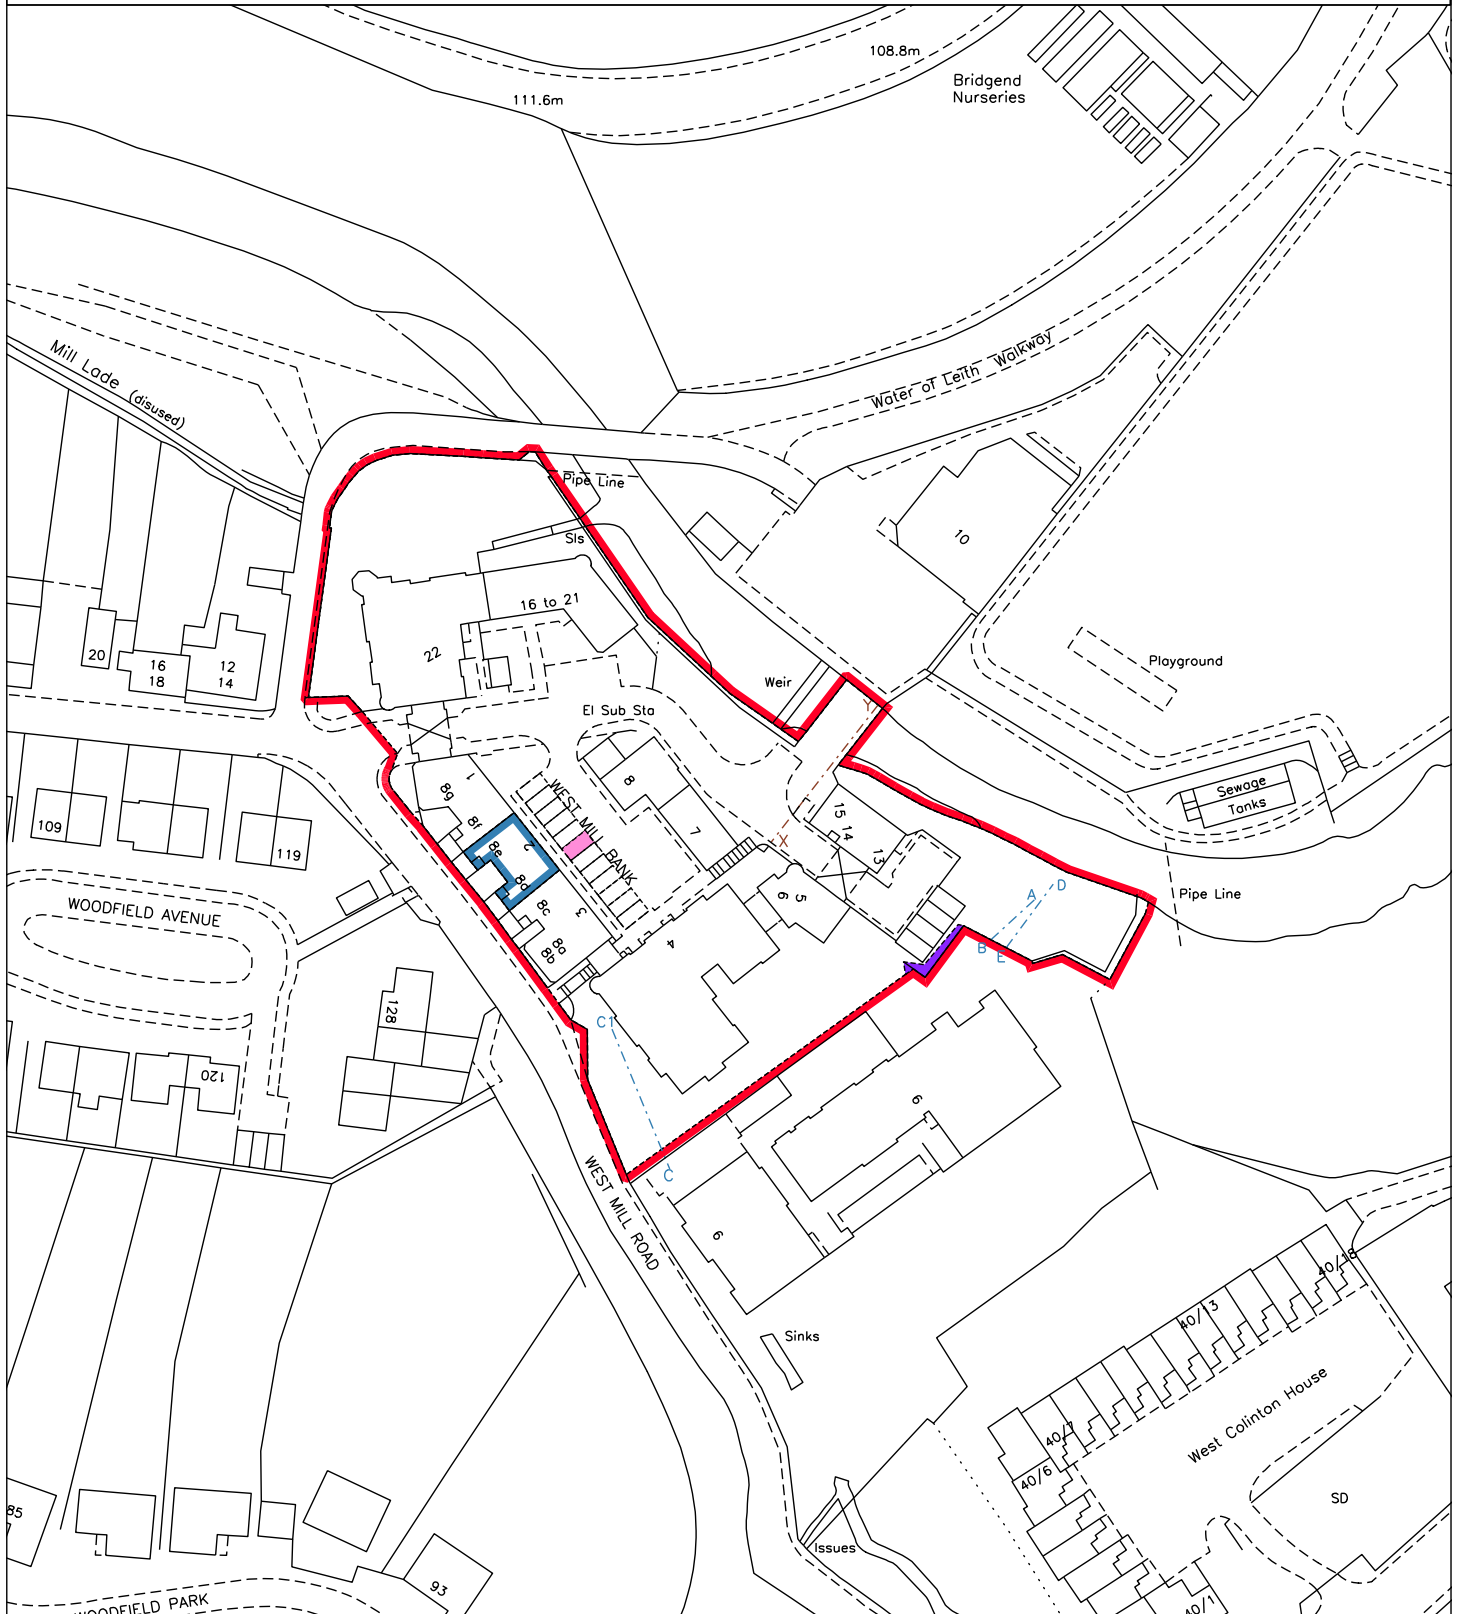 108.8m
111.6m
Bridgend
Nurseries
Mill Lade (disused)
Water of Leith Walkway
Pipe Line
Sls
10
16 to 21
22
20
16
18
12
14
Weir
Playground
El Sub Sta
Y
1
8g
8f
8e
8d
8c
8a
8b
2
3
WEST MILL BANK
8
7
X
15
14
13
Sewage
Tanks
109
119
WOODFIELD AVENUE
6
5
4
A
D
B
E
Pipe Line
128
120
C1
C
6
6
WEST MILL ROAD
Sinks
40/18
40/13
40/7
40/6
West Colinton House
SD
Issues
85
93
WOODFIELD PARK
40/1